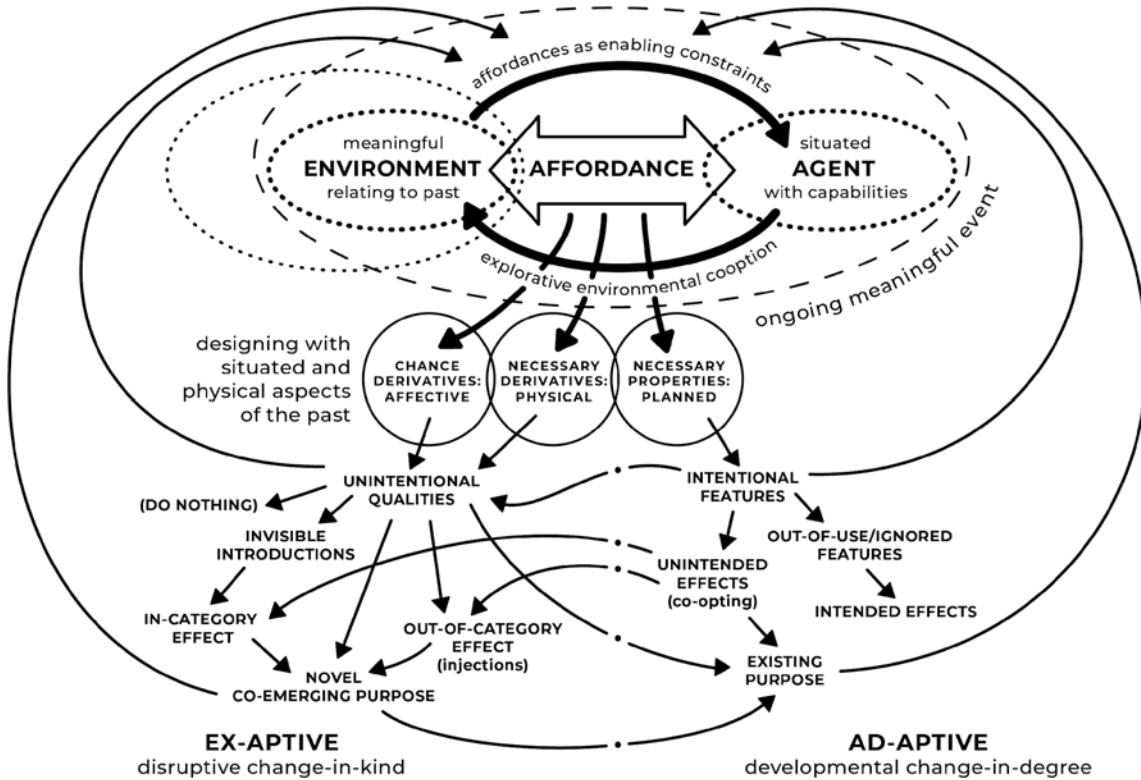 affordances as enabling constraints
meaningful
ENVIRONMENT
relating to past
AFFORDANCE
situated
AGENT
with capabilities
explorative environmental cooption
ongoing meaningful event
designing with
situated and
physical aspects
of the past
CHANCE
DERIVATIVES:
AFFECTIVE
NECESSARY
DERIVATIVES:
PHYSICAL
NECESSARY
PROPERTIES:
PLANNED
UNINTENTIONAL
QUALITIES
INTENTIONAL
FEATURES
(DO NOTHING)
INVISIBLE
INTRODUCTIONS
OUT-OF-USE/IGNORED
FEATURES
UNINTENDED
EFFECTS
(co-opting)
INTENDED EFFECTS
IN-CATEGORY
EFFECT
OUT-OF-CATEGORY
EFFECT
(injections)
NOVEL
CO-EMERGING PURPOSE
EXISTING
PURPOSE
EX-APTIVE
disruptive change-in-kind
AD-APTIVE
developmental change-in-degree